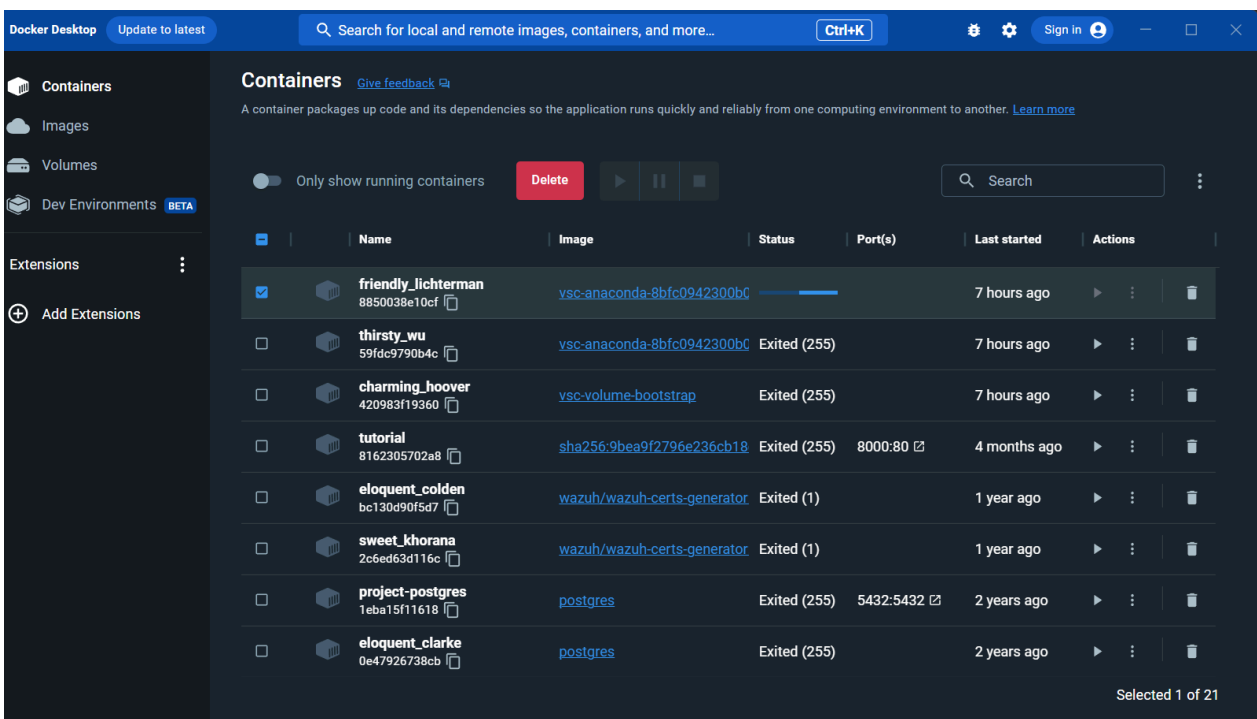 Docker Desktop Update to latest Search for local and remote images, containers, and more... Ctrl+K Sign in
Containers
Images
Volumes
Dev Environments BETA
Extensions
Add Extensions
Containers Give feedback
A container packages up code and its dependencies so the application runs quickly and reliably from one computing environment to another. Learn more
Only show running containers Delete Search
Name Image Status Port(s) Last started Actions
friendly_lichterman
8850038e10cf vsc-anaconda-8bfc0942300b0 7 hours ago
thirsty_wu
59fdc9790b4c vsc-anaconda-8bfc0942300b0 Exited (255) 7 hours ago
charming_hoover
420983f19360 vsc-volume-bootstrap Exited (255) 7 hours ago
tutorial
8162305702a8 sha256:9bea9f2796e236cb18 Exited (255) 8000:80 4 months ago
eloquent_colden
bc130d90f5d7 wazuh/wazuh-certs-generator Exited (1) 1 year ago
sweet_khorana
2c6ed63d116c wazuh/wazuh-certs-generator Exited (1) 1 year ago
project-postgres
1eba15f11618 postgres Exited (255) 5432:5432 2 years ago
eloquent_clarke
0e47926738cb postgres Exited (255) 2 years ago
Selected 1 of 21